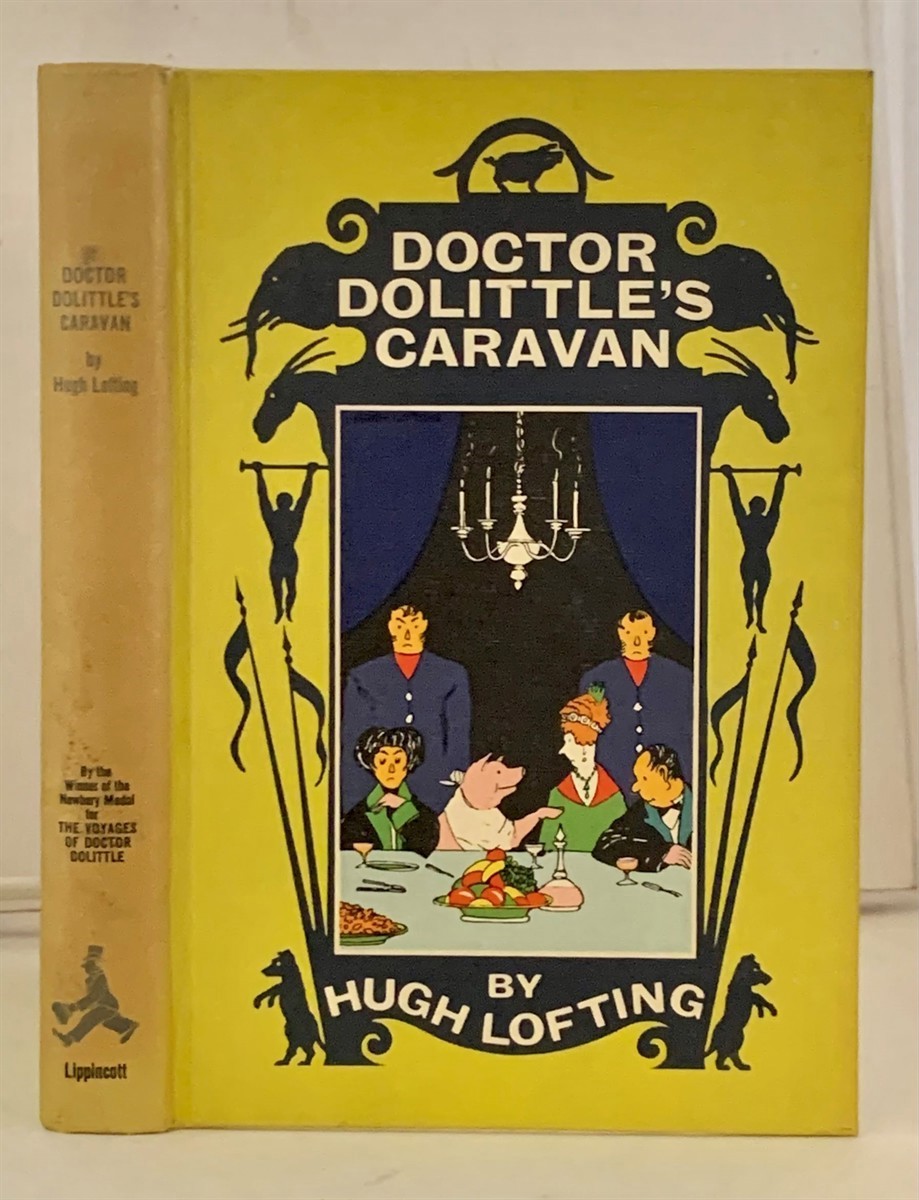 DOCTOR
DOLITTLE'S
CARAVAN
by
Hugh Lofting
By the
Winner of the
Newbery Medal
for
THE VOYAGES
OF DOCTOR
DOLITTLE
Lippincott
DOCTOR
DOLITTLE'S
CARAVAN
BY
HUGH LOFTING